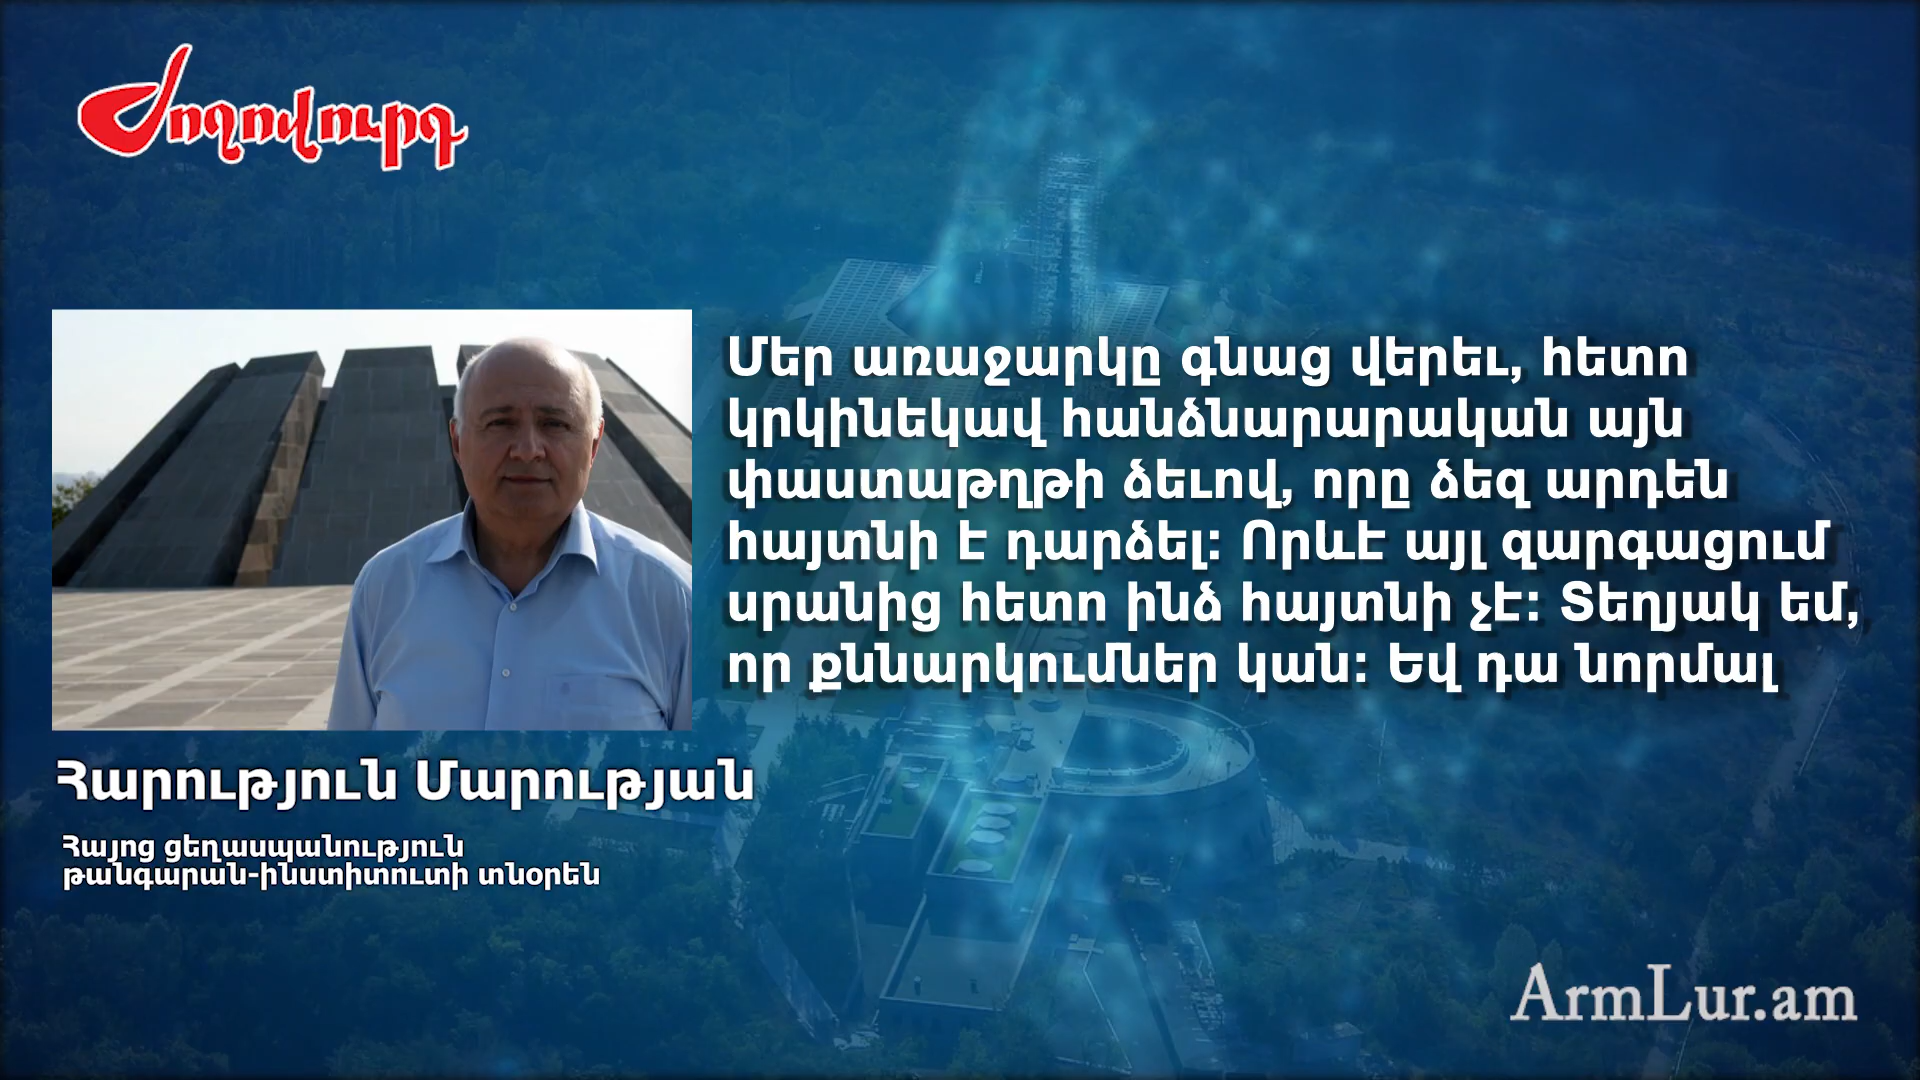 Ժողովուրդ
Մեր առաջարկը գնաց վերեւ, հետո
կրկինեկավ հանձնարարական այն
փաստաթղթի ձեւով, որը ձեզ արդեն
հայտնի է դարձել: Որևէ այլ զարգացում
սրանից հետո ինձ հայտնի չէ: Տեղյակ եմ,
որ քննարկումներ կան: Եվ դա նորմալ
Հարություն Մարության
Հայոց ցեղասպանություն
թանգարան-ինստիտուտի տնօրեն
ArmLur.am